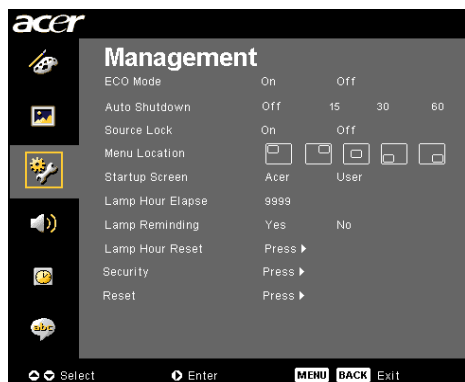 acer
Management
ECO Mode On Off
Auto Shutdown Off 15 30 60
Source Lock On Off
Menu Location
Startup Screen Acer User
Lamp Hour Elapse 9999
Lamp Reminding Yes No
Lamp Hour Reset Press
Security Press
Reset Press
abc
Select Enter MENU BACK Exit